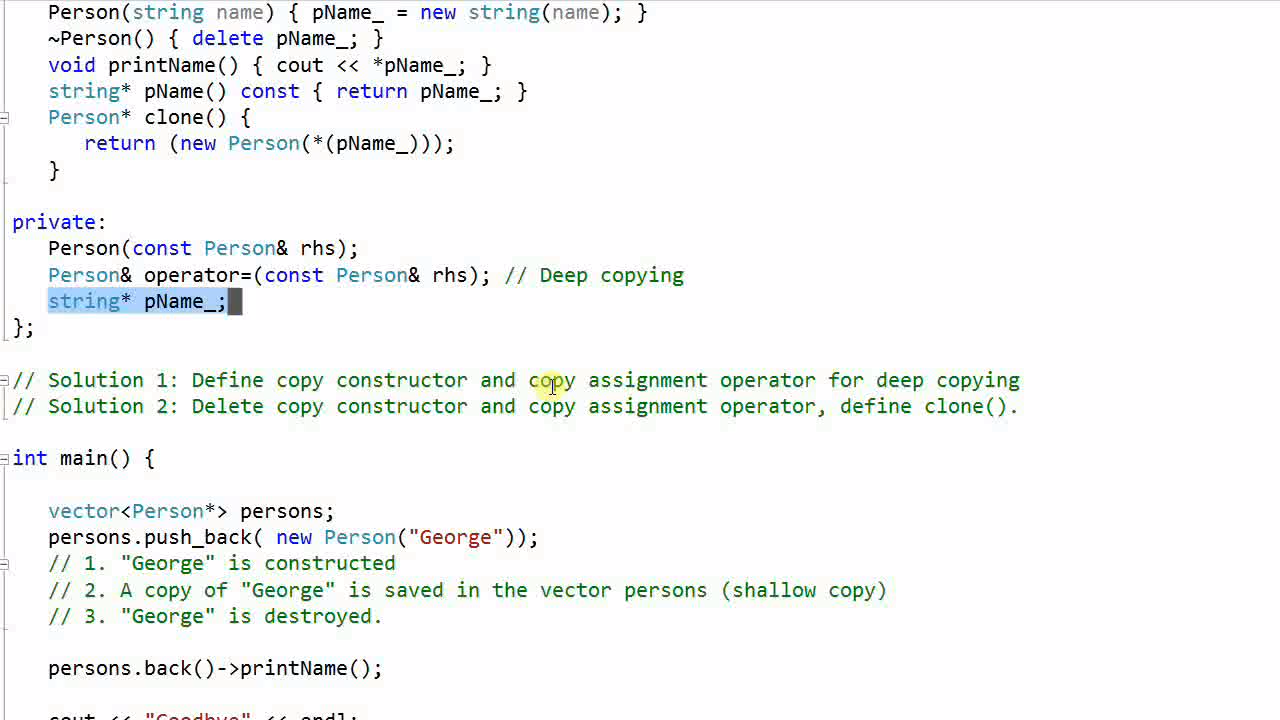 Person(string name) { pName_ = new string(name); }
~Person() { delete pName_; }
void printName() { cout << *pName_; }
string* pName() const { return pName_; }
Person* clone() {
return (new Person(*(pName_)));
}
private:
Person(const Person& rhs);
Person& operator=(const Person& rhs); // Deep copying
string* pName_;
};
// Solution 1: Define copy constructor and copy assignment operator for deep copying
// Solution 2: Delete copy constructor and copy assignment operator, define clone().
int main() {
vector<Person*> persons;
persons.push_back( new Person("George"));
// 1. "George" is constructed
// 2. A copy of "George" is saved in the vector persons (shallow copy)
// 3. "George" is destroyed.
persons.back()->printName();
cout << "Goodbye" << endl;